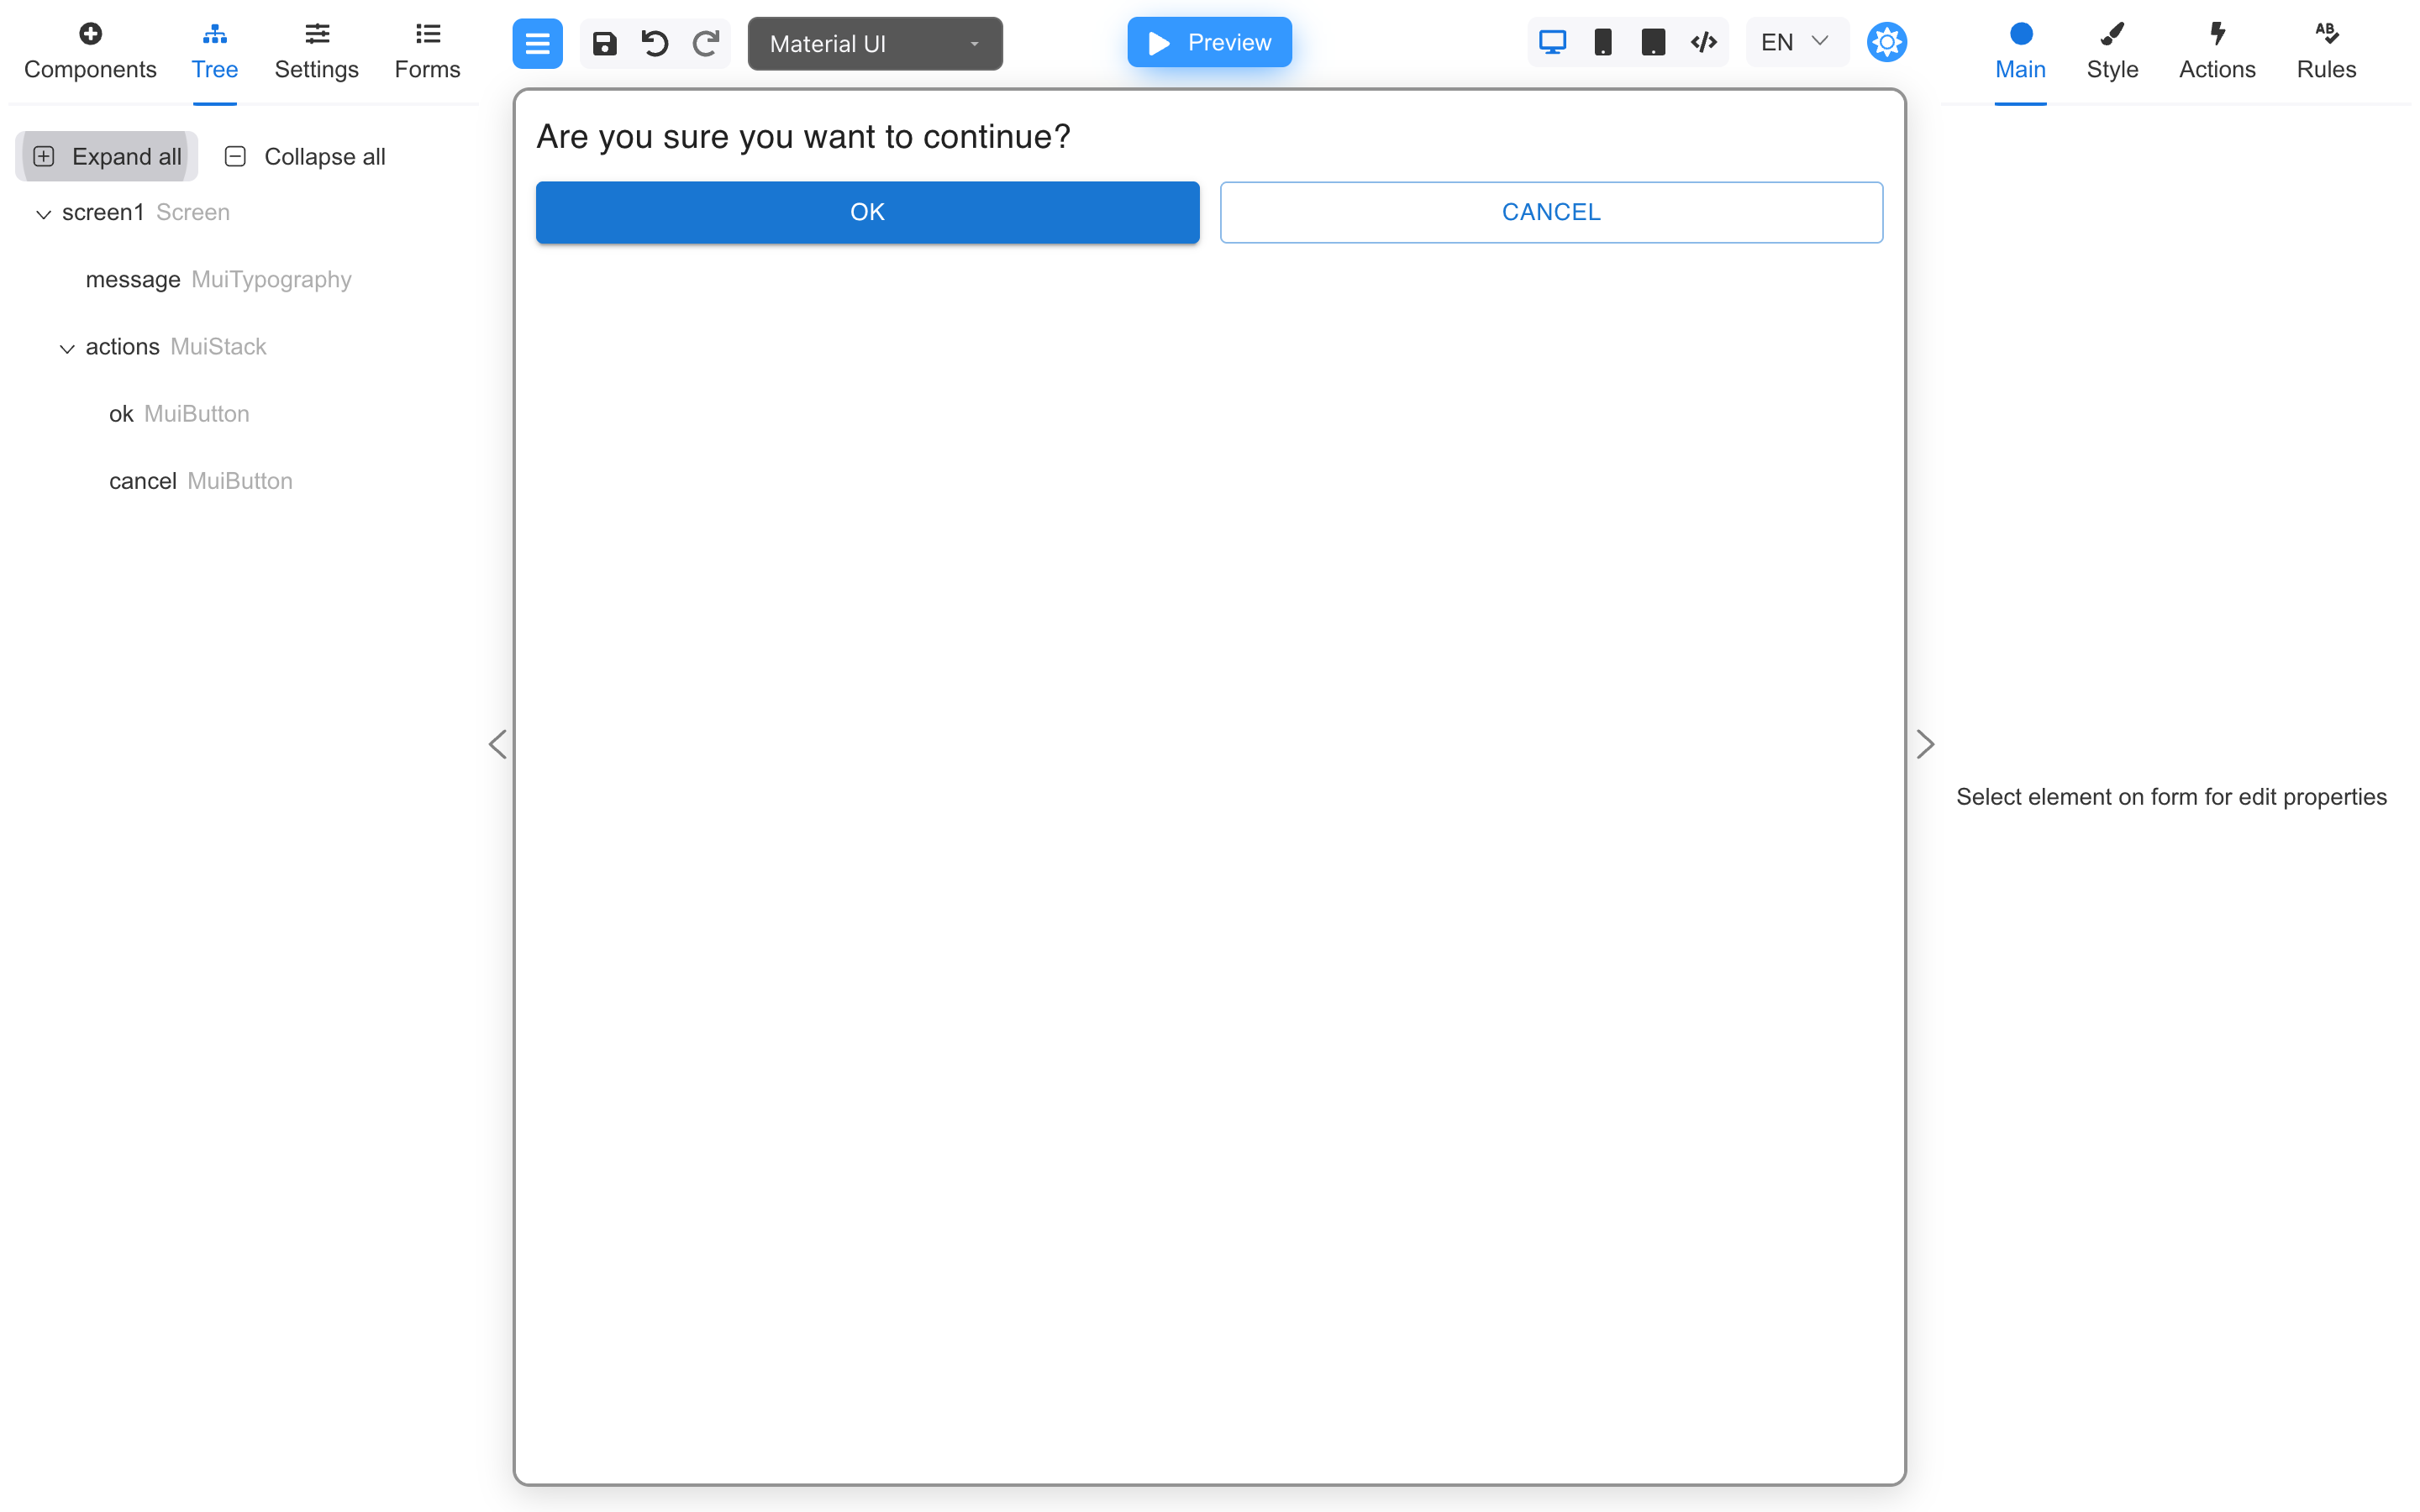 Components Tree Settings Forms
Material UI
Preview
EN
Main Style Actions Rules
Expand all Collapse all
screen1 Screen
message MuiTypography
actions MuiStack
ok MuiButton
cancel MuiButton
Are you sure you want to continue?
OK CANCEL
Select element on form for edit properties